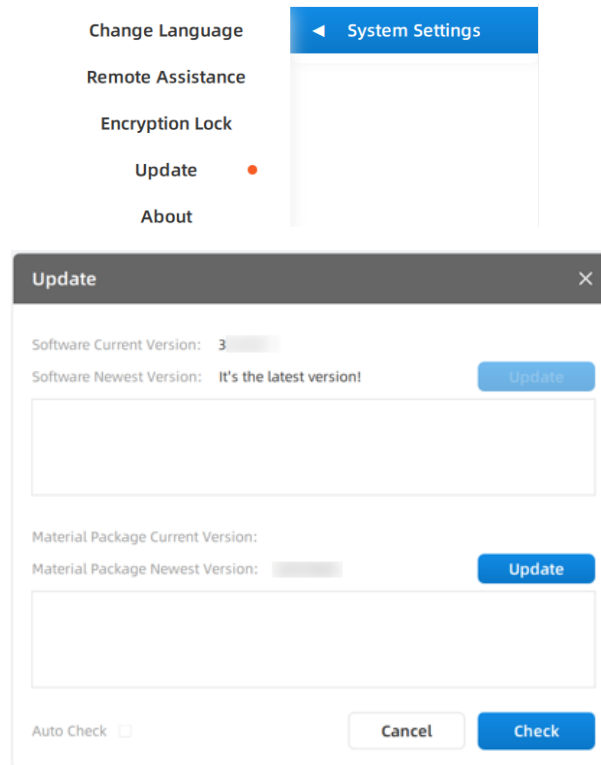 Change Language
◄ System Settings
Remote Assistance
Encryption Lock
Update
About
Update
Software Current Version: 3
Software Newest Version: It's the latest version!
Update
Material Package Current Version:
Material Package Newest Version:
Update
Auto Check
Cancel
Check